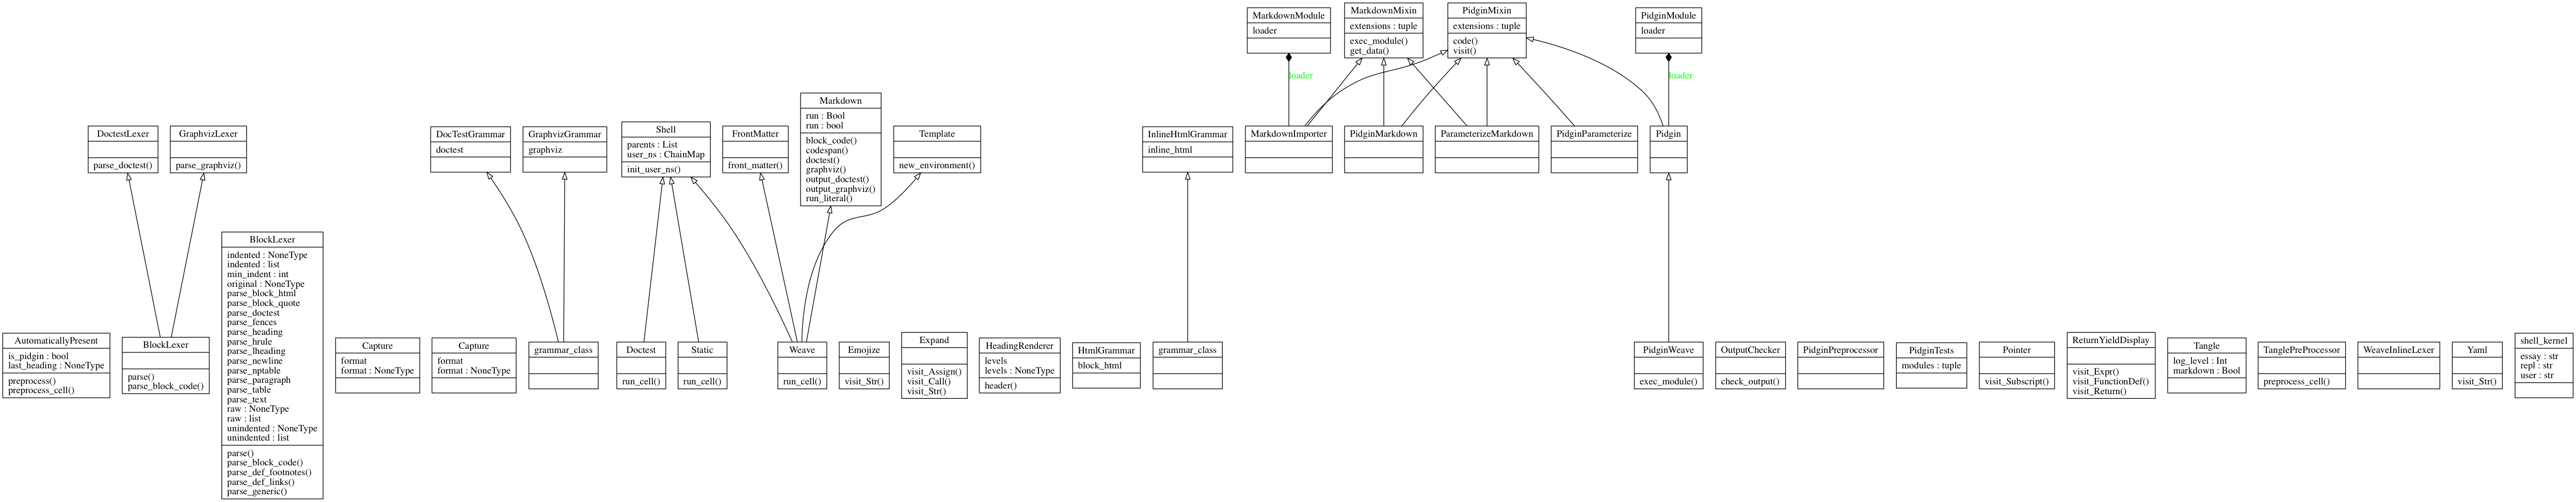 MarkdownModule
loader
MarkdownMixin
extensions : tuple
exec_module()
get_data()
PidginMixin
extensions : tuple
code()
visit()
PidginModule
loader
loader
loader
DoctestLexer
parse_doctest()
GraphvizLexer
parse_graphviz()
DocTestGrammar
doctest
GraphvizGrammar
graphviz
Shell
parents : List
user_ns : ChainMap
init_user_ns()
FrontMatter
front_matter()
Markdown
run : Bool
run : bool
block_code()
codespan()
doctest()
graphviz()
output_doctest()
output_graphviz()
run_literal()
Template
new_environment()
InlineHtmlGrammar
inline_html
MarkdownImporter
PidginMarkdown
ParameterizeMarkdown
PidginParameterize
Pidgin
AutomaticallyPresent
is_pidgin : bool
last_heading : NoneType
preprocess()
preprocess_cell()
BlockLexer
parse()
parse_block_code()
BlockLexer
indented : NoneType
indented : list
min_indent : int
original : NoneType
parse_block_html
parse_block_quote
parse_doctest
parse_fences
parse_heading
parse_hrule
parse_lheading
parse_newline
parse_nptable
parse_paragraph
parse_table
parse_text
raw : NoneType
raw : list
unindented : NoneType
unindented : list
parse()
parse_block_code()
parse_def_footnotes()
parse_def_links()
parse_generic()
Capture
format
format : NoneType
Capture
format
format : NoneType
grammar_class
Doctest
run_cell()
Static
run_cell()
Weave
run_cell()
Emojize
visit_Str()
Expand
visit_Assign()
visit_Call()
visit_Str()
HeadingRenderer
levels
levels : NoneType
header()
HtmlGrammar
block_html
grammar_class
PidginWeave
exec_module()
OutputChecker
check_output()
PidginPreprocessor
PidginTests
modules : tuple
Pointer
visit_Subscript()
ReturnYieldDisplay
visit_Expr()
visit_FunctionDef()
visit_Return()
Tangle
log_level : Int
markdown : Bool
TanglePreProcessor
preprocess_cell()
WeaveInlineLexer
Yaml
visit_Str()
shell_kernel
essay : str
repl : str
user : str